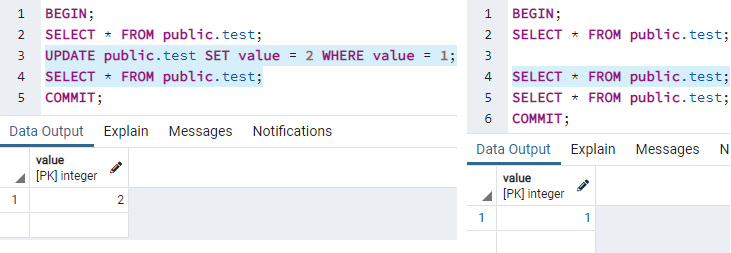 1 BEGIN;
2 SELECT * FROM public.test;
3 UPDATE public.test SET value = 2 WHERE value = 1;
4 SELECT * FROM public.test;
5 COMMIT;
Data Output Explain Messages Notifications
value
[PK] integer
1 2
1 BEGIN;
2 SELECT * FROM public.test;
3
4 SELECT * FROM public.test;
5 SELECT * FROM public.test;
6 COMMIT;
Data Output Explain Messages N
value
[PK] integer
1 1